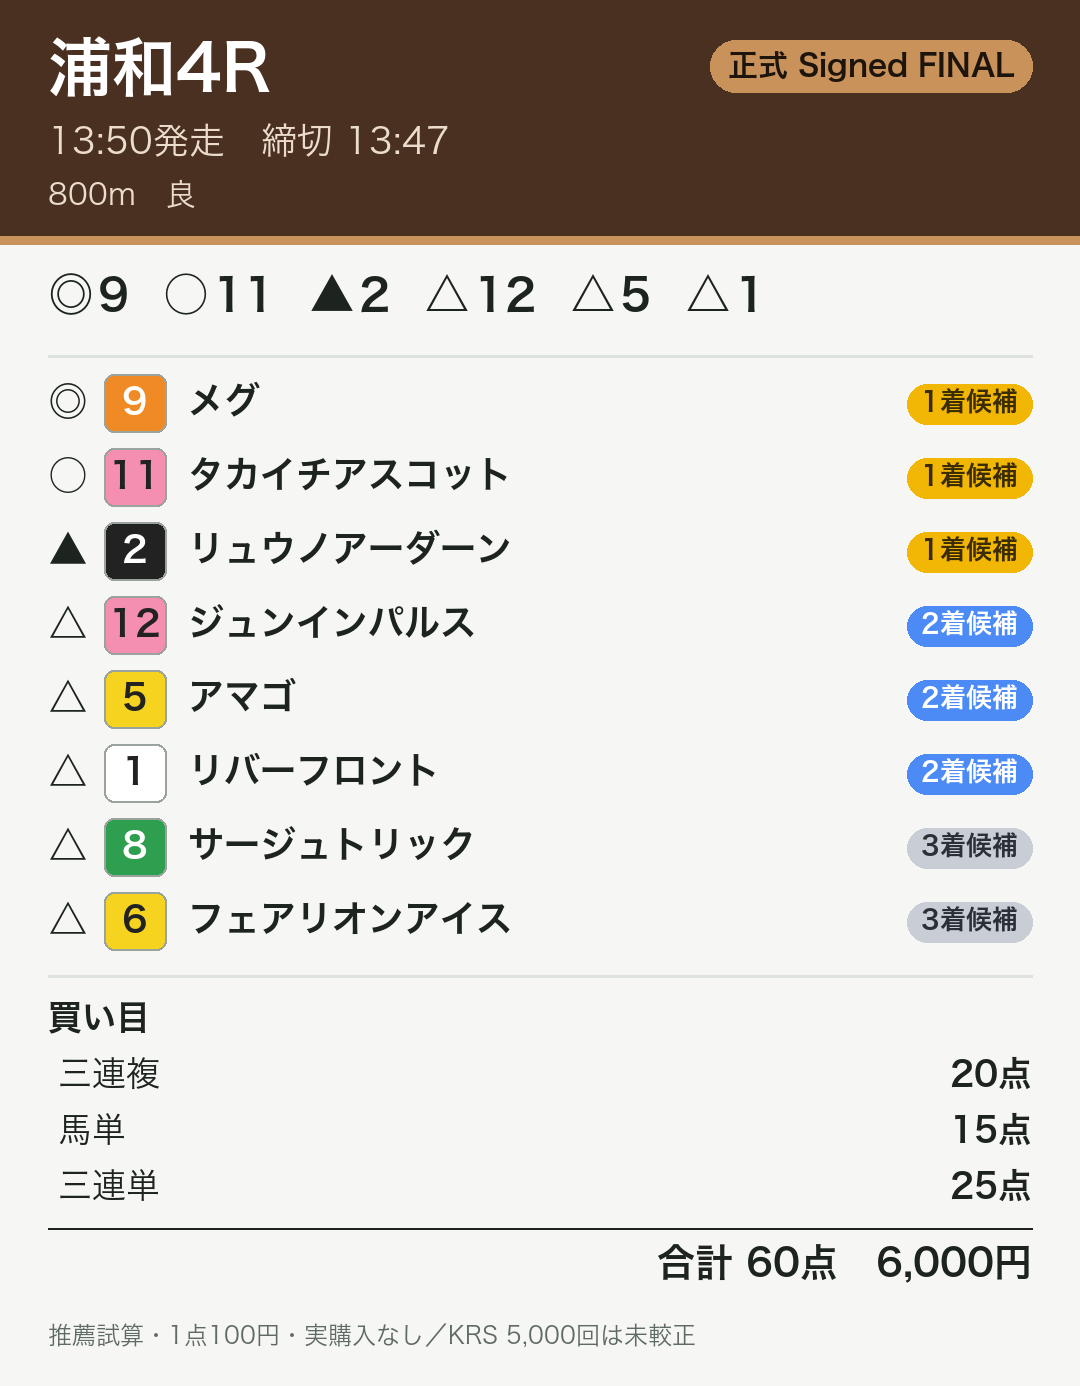 浦和4R 正式 Signed FINAL
13:50発走 締切 13:47
800m 良
◎9 ○11 ▲2 △12 △5 △1
◎ 9 メグ 1着候補
○ 11 タカイチアスコット 1着候補
▲ 2 リュウノアーダーン 1着候補
△ 12 ジュンインパルス 2着候補
△ 5 アマゴ 2着候補
△ 1 リバーフロント 2着候補
△ 8 サージュトリック 3着候補
△ 6 フェアリオンアイス 3着候補
買い目
三連複 20点
馬単 15点
三連単 25点
合計 60点 6,000円
推薦試算・1点100円・実購入なし／KRS 5,000回は未較正